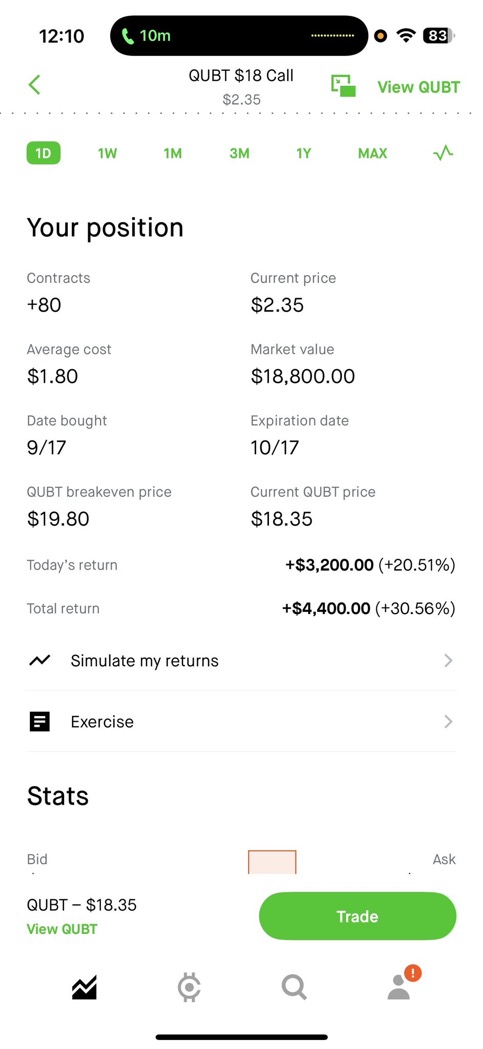 12:10
10m
83
QUBT $18 Call
$2.35
View QUBT
1D 1W 1M 3M 1Y MAX
Your position
Contracts
+80
Current price
$2.35
Average cost
$1.80
Market value
$18,800.00
Date bought
9/17
Expiration date
10/17
QUBT breakeven price
$19.80
Current QUBT price
$18.35
Today's return
+$3,200.00 (+20.51%)
Total return
+$4,400.00 (+30.56%)
Simulate my returns
Exercise
Stats
Bid
Ask
QUBT – $18.35
View QUBT
Trade
!